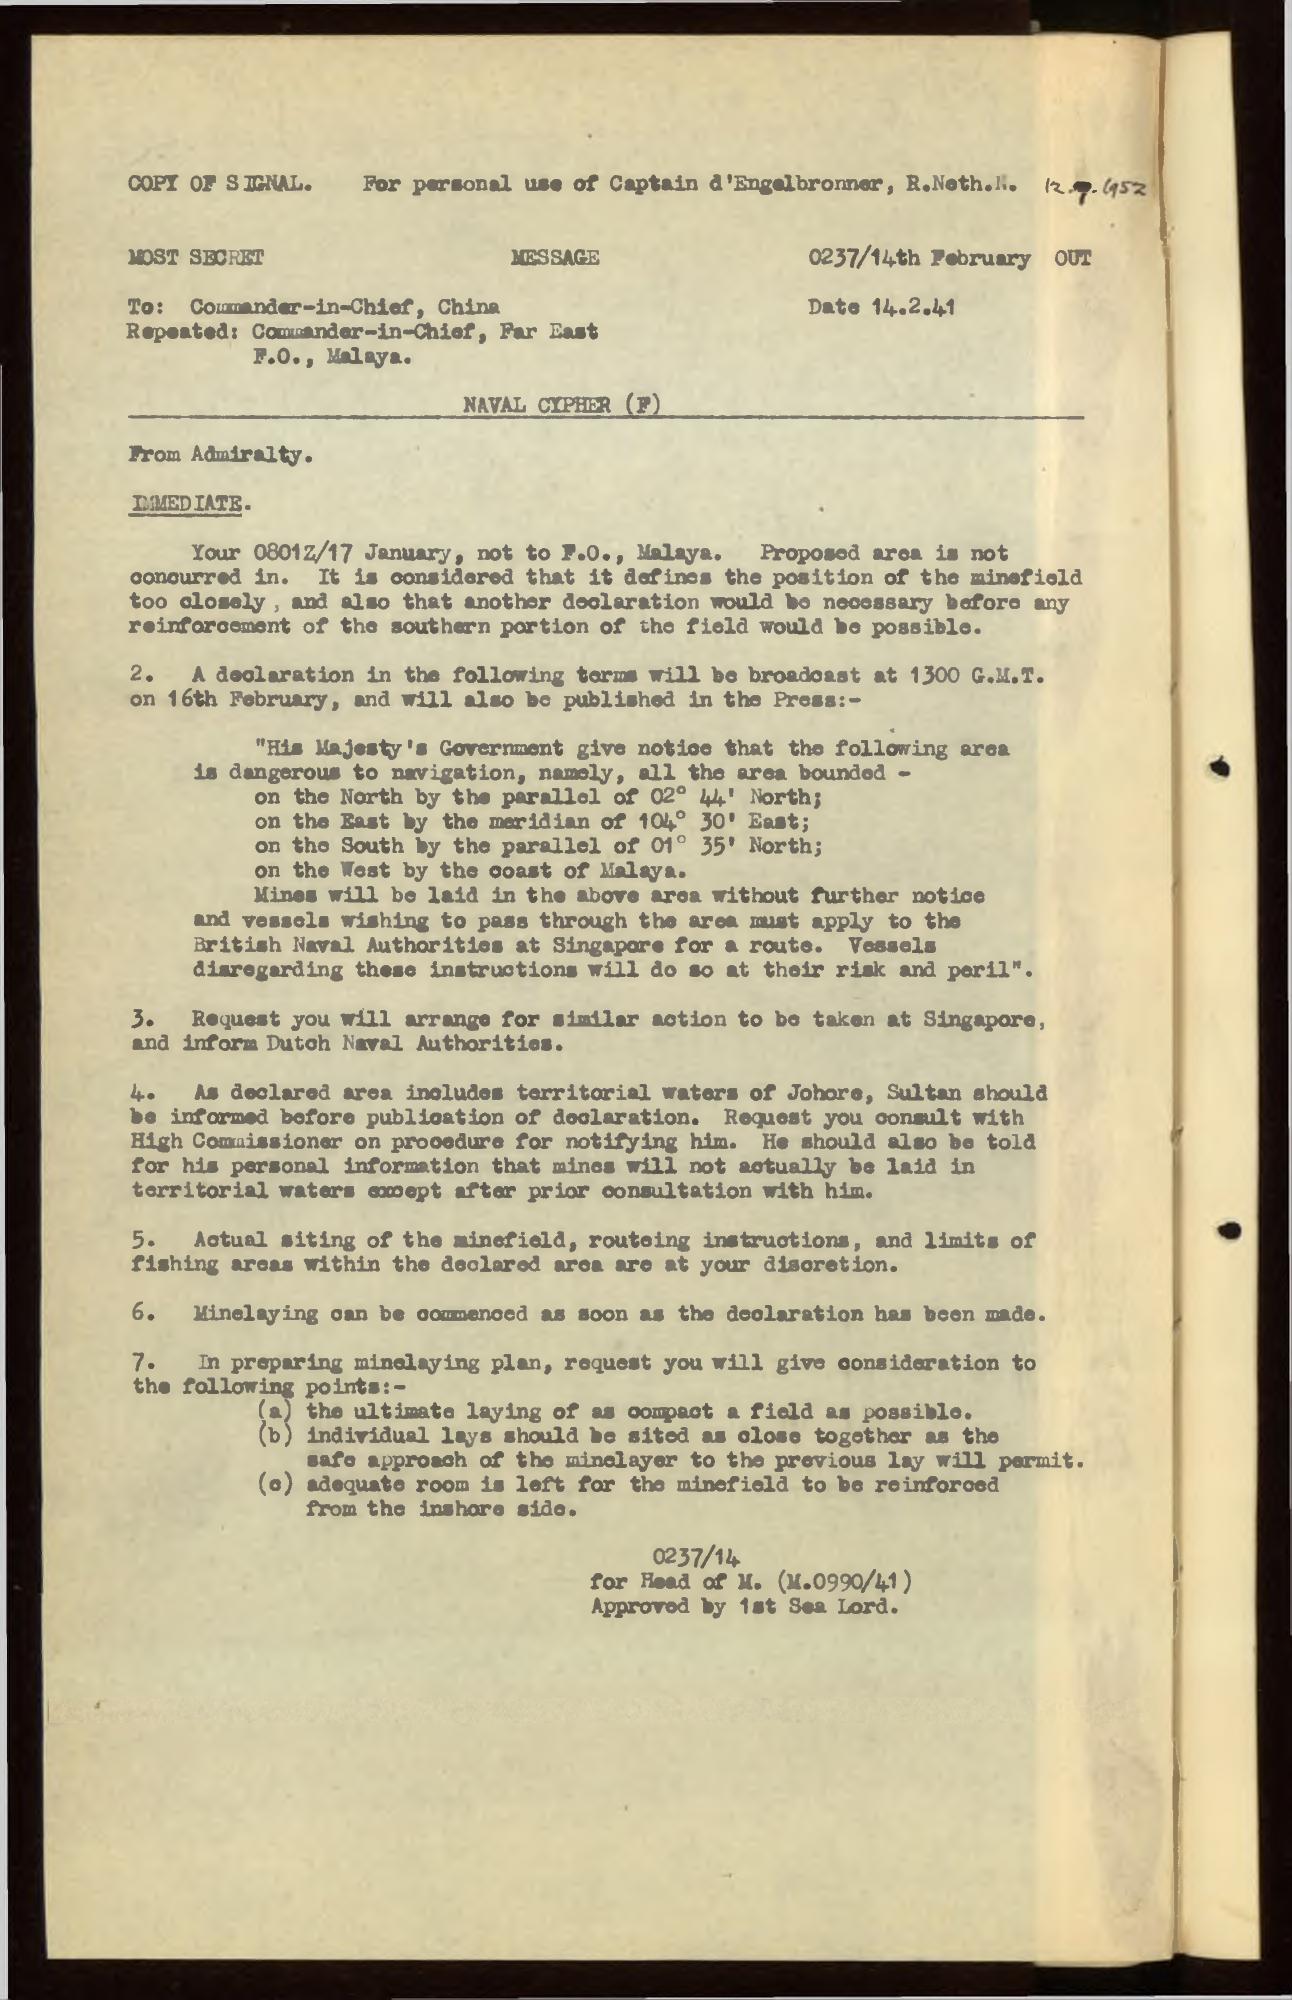 COPY OF SIGNAL. For personal use of Captain d'Engelbronner, R.Neth.N. 12.9.1952
MOST SECRET MESSAGE 0237/14th February OUT
To: Commander-in-Chief, China Date 14.2.41
Repeated: Commander-in-Chief, Far East
F.O., Malaya.
NAVAL CYPHER (F)
From Admiralty.
IMMEDIATE.
Your 0801Z/17 January, not to F.O., Malaya. Proposed area is not
concurred in. It is considered that it defines the position of the minefield
too closely, and also that another declaration would be necessary before any
reinforcement of the southern portion of the field would be possible.
2. A declaration in the following terms will be broadcast at 1300 G.M.T.
on 16th February, and will also be published in the Press:-
"His Majesty's Government give notice that the following area
is dangerous to navigation, namely, all the area bounded -
on the North by the parallel of 02° 44' North;
on the East by the meridian of 104° 30' East;
on the South by the parallel of 01° 35' North;
on the West by the coast of Malaya.
Mines will be laid in the above area without further notice
and vessels wishing to pass through the area must apply to the
British Naval Authorities at Singapore for a route. Vessels
disregarding these instructions will do so at their risk and peril".
3. Request you will arrange for similar action to be taken at Singapore,
and inform Dutch Naval Authorities.
4. As declared area includes territorial waters of Johore, Sultan should
be informed before publication of declaration. Request you consult with
High Commissioner on procedure for notifying him. He should also be told
for his personal information that mines will not actually be laid in
territorial waters except after prior consultation with him.
5. Actual siting of the minefield, routeing instructions, and limits of
fishing areas within the declared area are at your discretion.
6. Minelaying can be commenced as soon as the declaration has been made.
7. In preparing minelaying plan, request you will give consideration to
the following points:-
(a) the ultimate laying of as compact a field as possible.
(b) individual lays should be sited as close together as the
safe approach of the minelayer to the previous lay will permit.
(c) adequate room is left for the minefield to be reinforced
from the inshore side.
0237/14
for Head of M. (M.0990/41)
Approved by 1st Sea Lord.